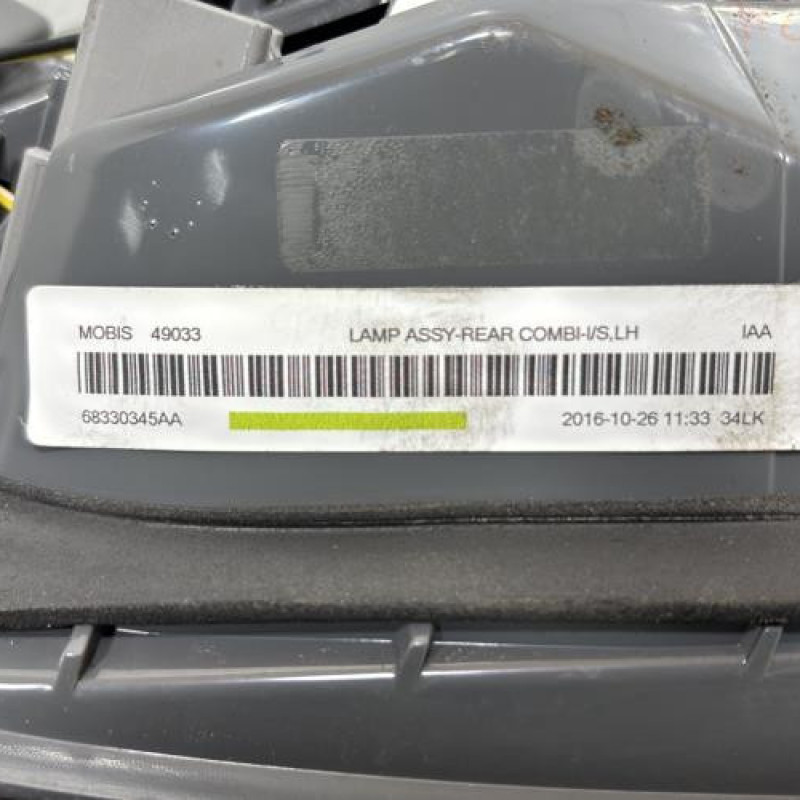 MOBIS 49033 LAMP ASSY-REAR COMBI-I/S,LH IAA
68330345AA 2016-10-26 11:33 34LK